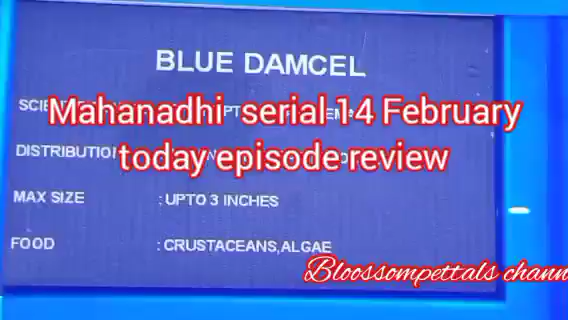 BLUE DAMCEL
Mahanadhi serial 14 February
today episode review
MAX SIZE : UPTO 3 INCHES
FOOD : CRUSTACEANS,ALGAE
Bloossompettals chann